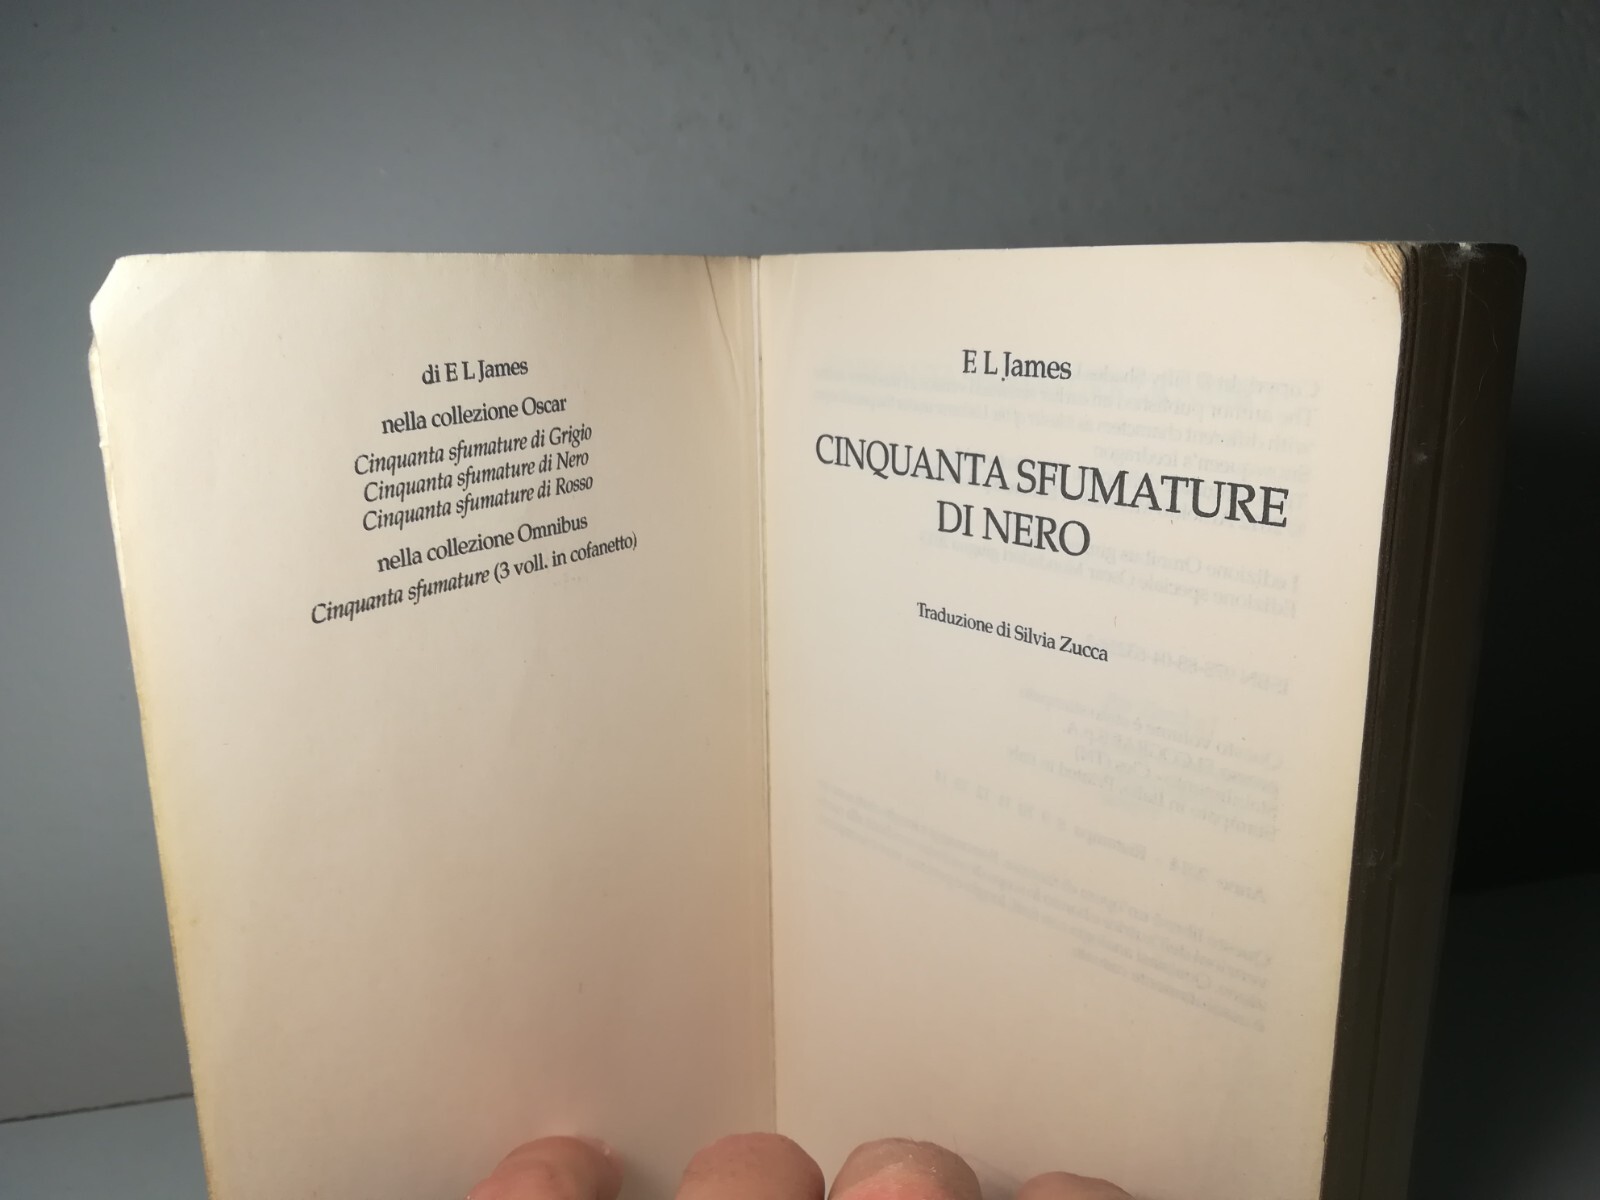 di E L James
nella collezione Oscar
Cinquanta sfumature di Grigio
Cinquanta sfumature di Nero
Cinquanta sfumature di Rosso
nella collezione Omnibus
Cinquanta sfumature (3 voll. in cofanetto)
E L James
CINQUANTA SFUMATURE
DI NERO
Traduzione di Silvia Zucca